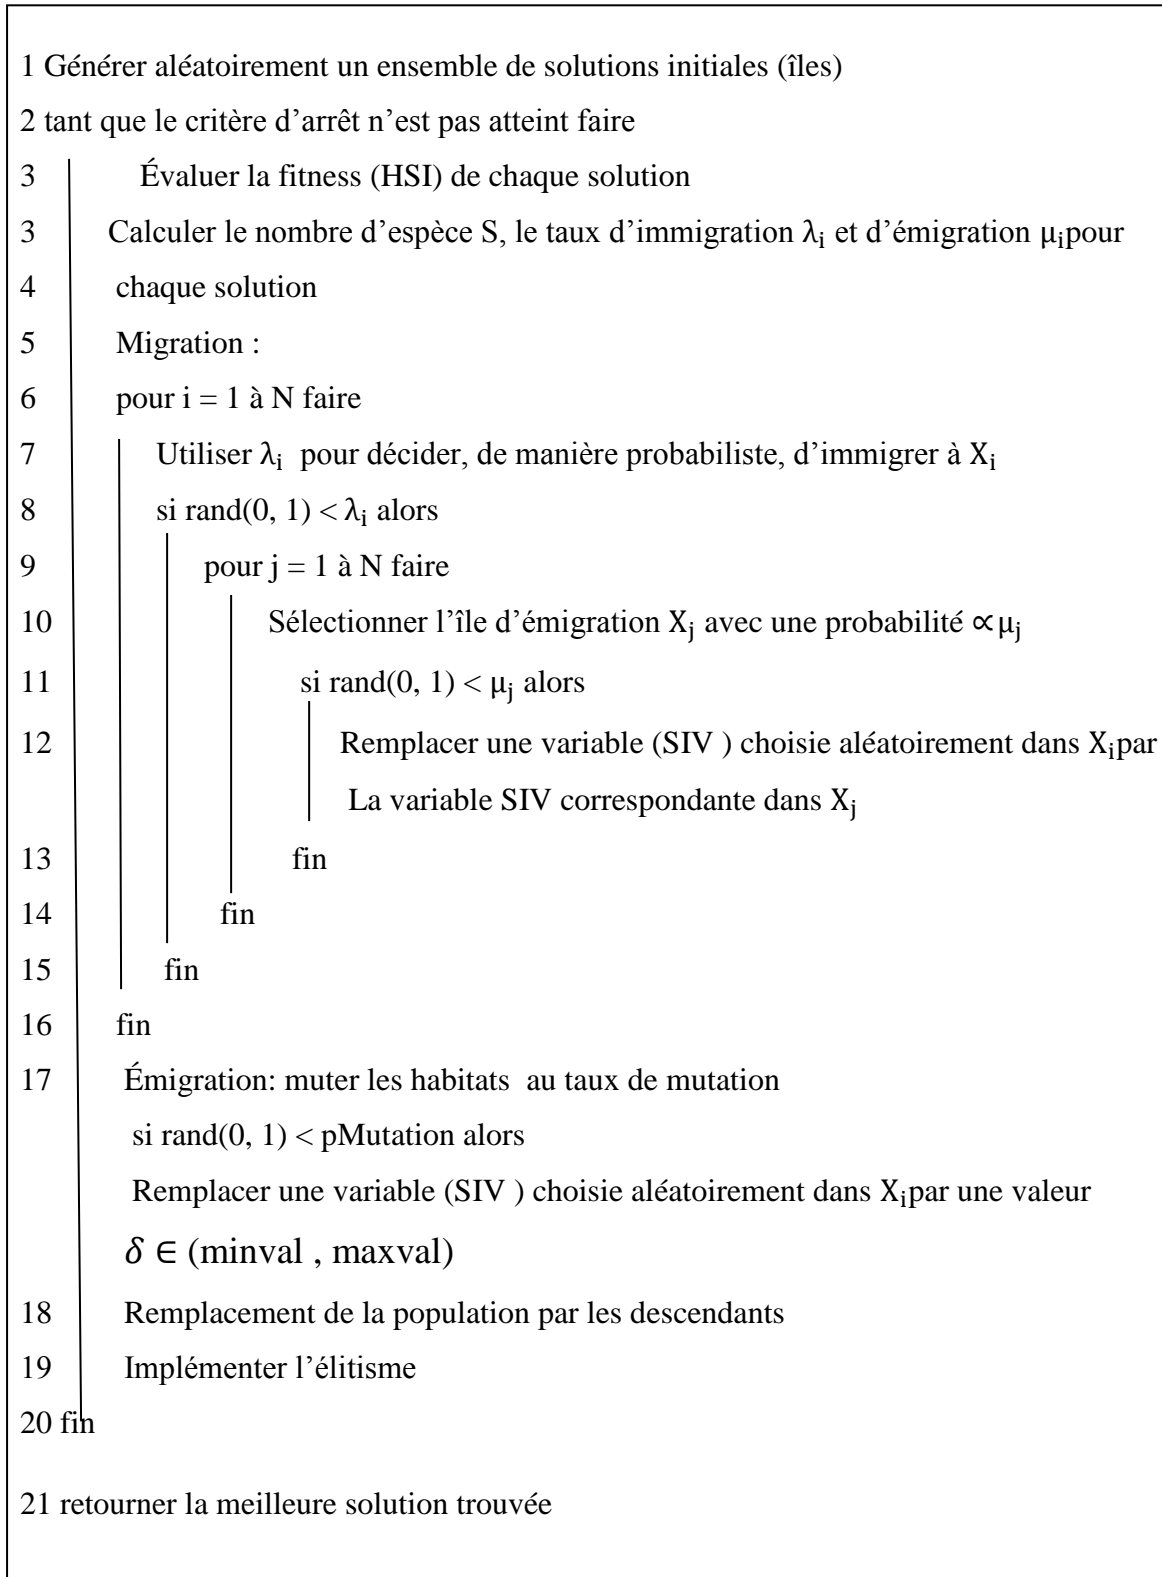 1 Générer aléatoirement un ensemble de solutions initiales (îles)
2 tant que le critère d’arrêt n’est pas atteint faire
3 Évaluer la fitness (HSI) de chaque solution
3 Calculer le nombre d’espèce S, le taux d’immigration λᵢ et d’émigration μᵢpour
4 chaque solution
5 Migration :
6 pour i = 1 à N faire
7 Utiliser λᵢ pour décider, de manière probabiliste, d’immigrer à Xᵢ
8 si rand(0, 1) < λᵢ alors
9 pour j = 1 à N faire
10 Sélectionner l’île d’émigration Xⱼ avec une probabilité ∝μⱼ
11 si rand(0, 1) < μⱼ alors
12 Remplacer une variable (SIV ) choisie aléatoirement dans Xᵢpar
La variable SIV correspondante dans Xⱼ
13 fin
14 fin
15 fin
16 fin
17 Émigration: muter les habitats au taux de mutation
si rand(0, 1) < pMutation alors
Remplacer une variable (SIV ) choisie aléatoirement dans Xᵢpar une valeur
δ ∈ (minval , maxval)
18 Remplacement de la population par les descendants
19 Implémenter l’élitisme
20 fin
21 retourner la meilleure solution trouvée